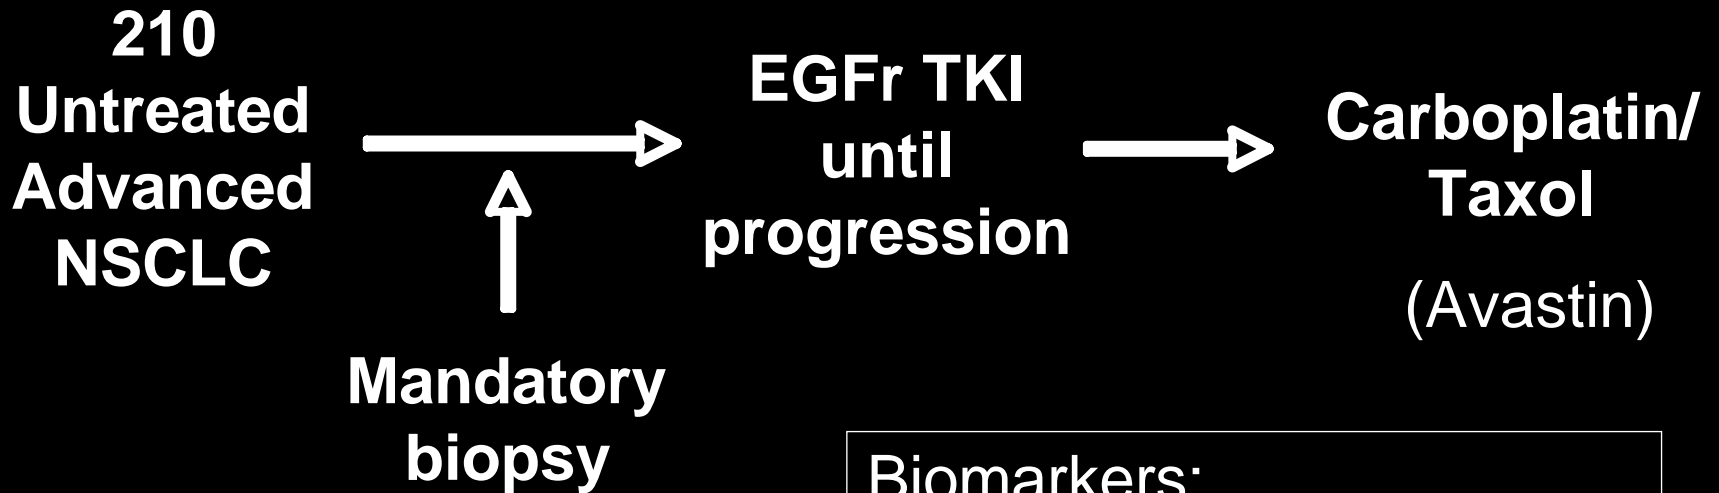 210
Untreated
Advanced
NSCLC
EGFr TKI
until
progression
Carboplatin/
Taxol
(Avastin)
Mandatory
biopsy
Biomarkers: